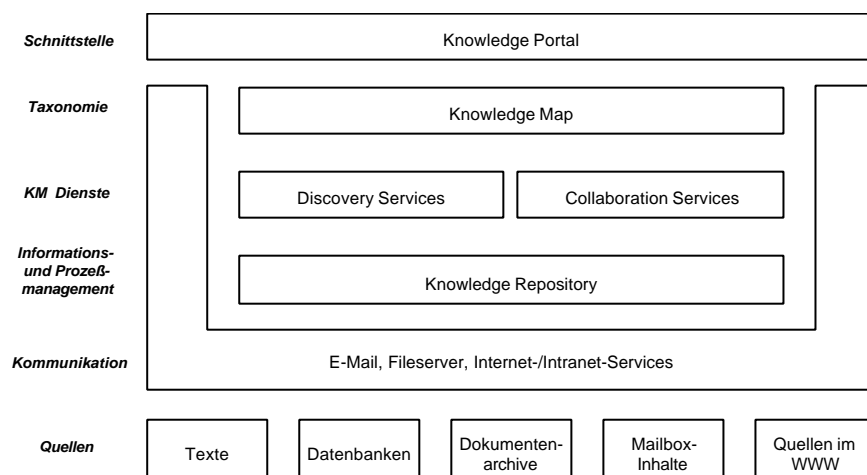 Schnittstelle
Knowledge Portal
Taxonomie
Knowledge Map
KM Dienste
Discovery Services
Collaboration Services
Informations-
und Prozeß-
management
Knowledge Repository
Kommunikation
E-Mail, Fileserver, Internet-/Intranet-Services
Quellen
Texte
Datenbanken
Dokumenten-
archive
Mailbox-
Inhalte
Quellen im
WWW